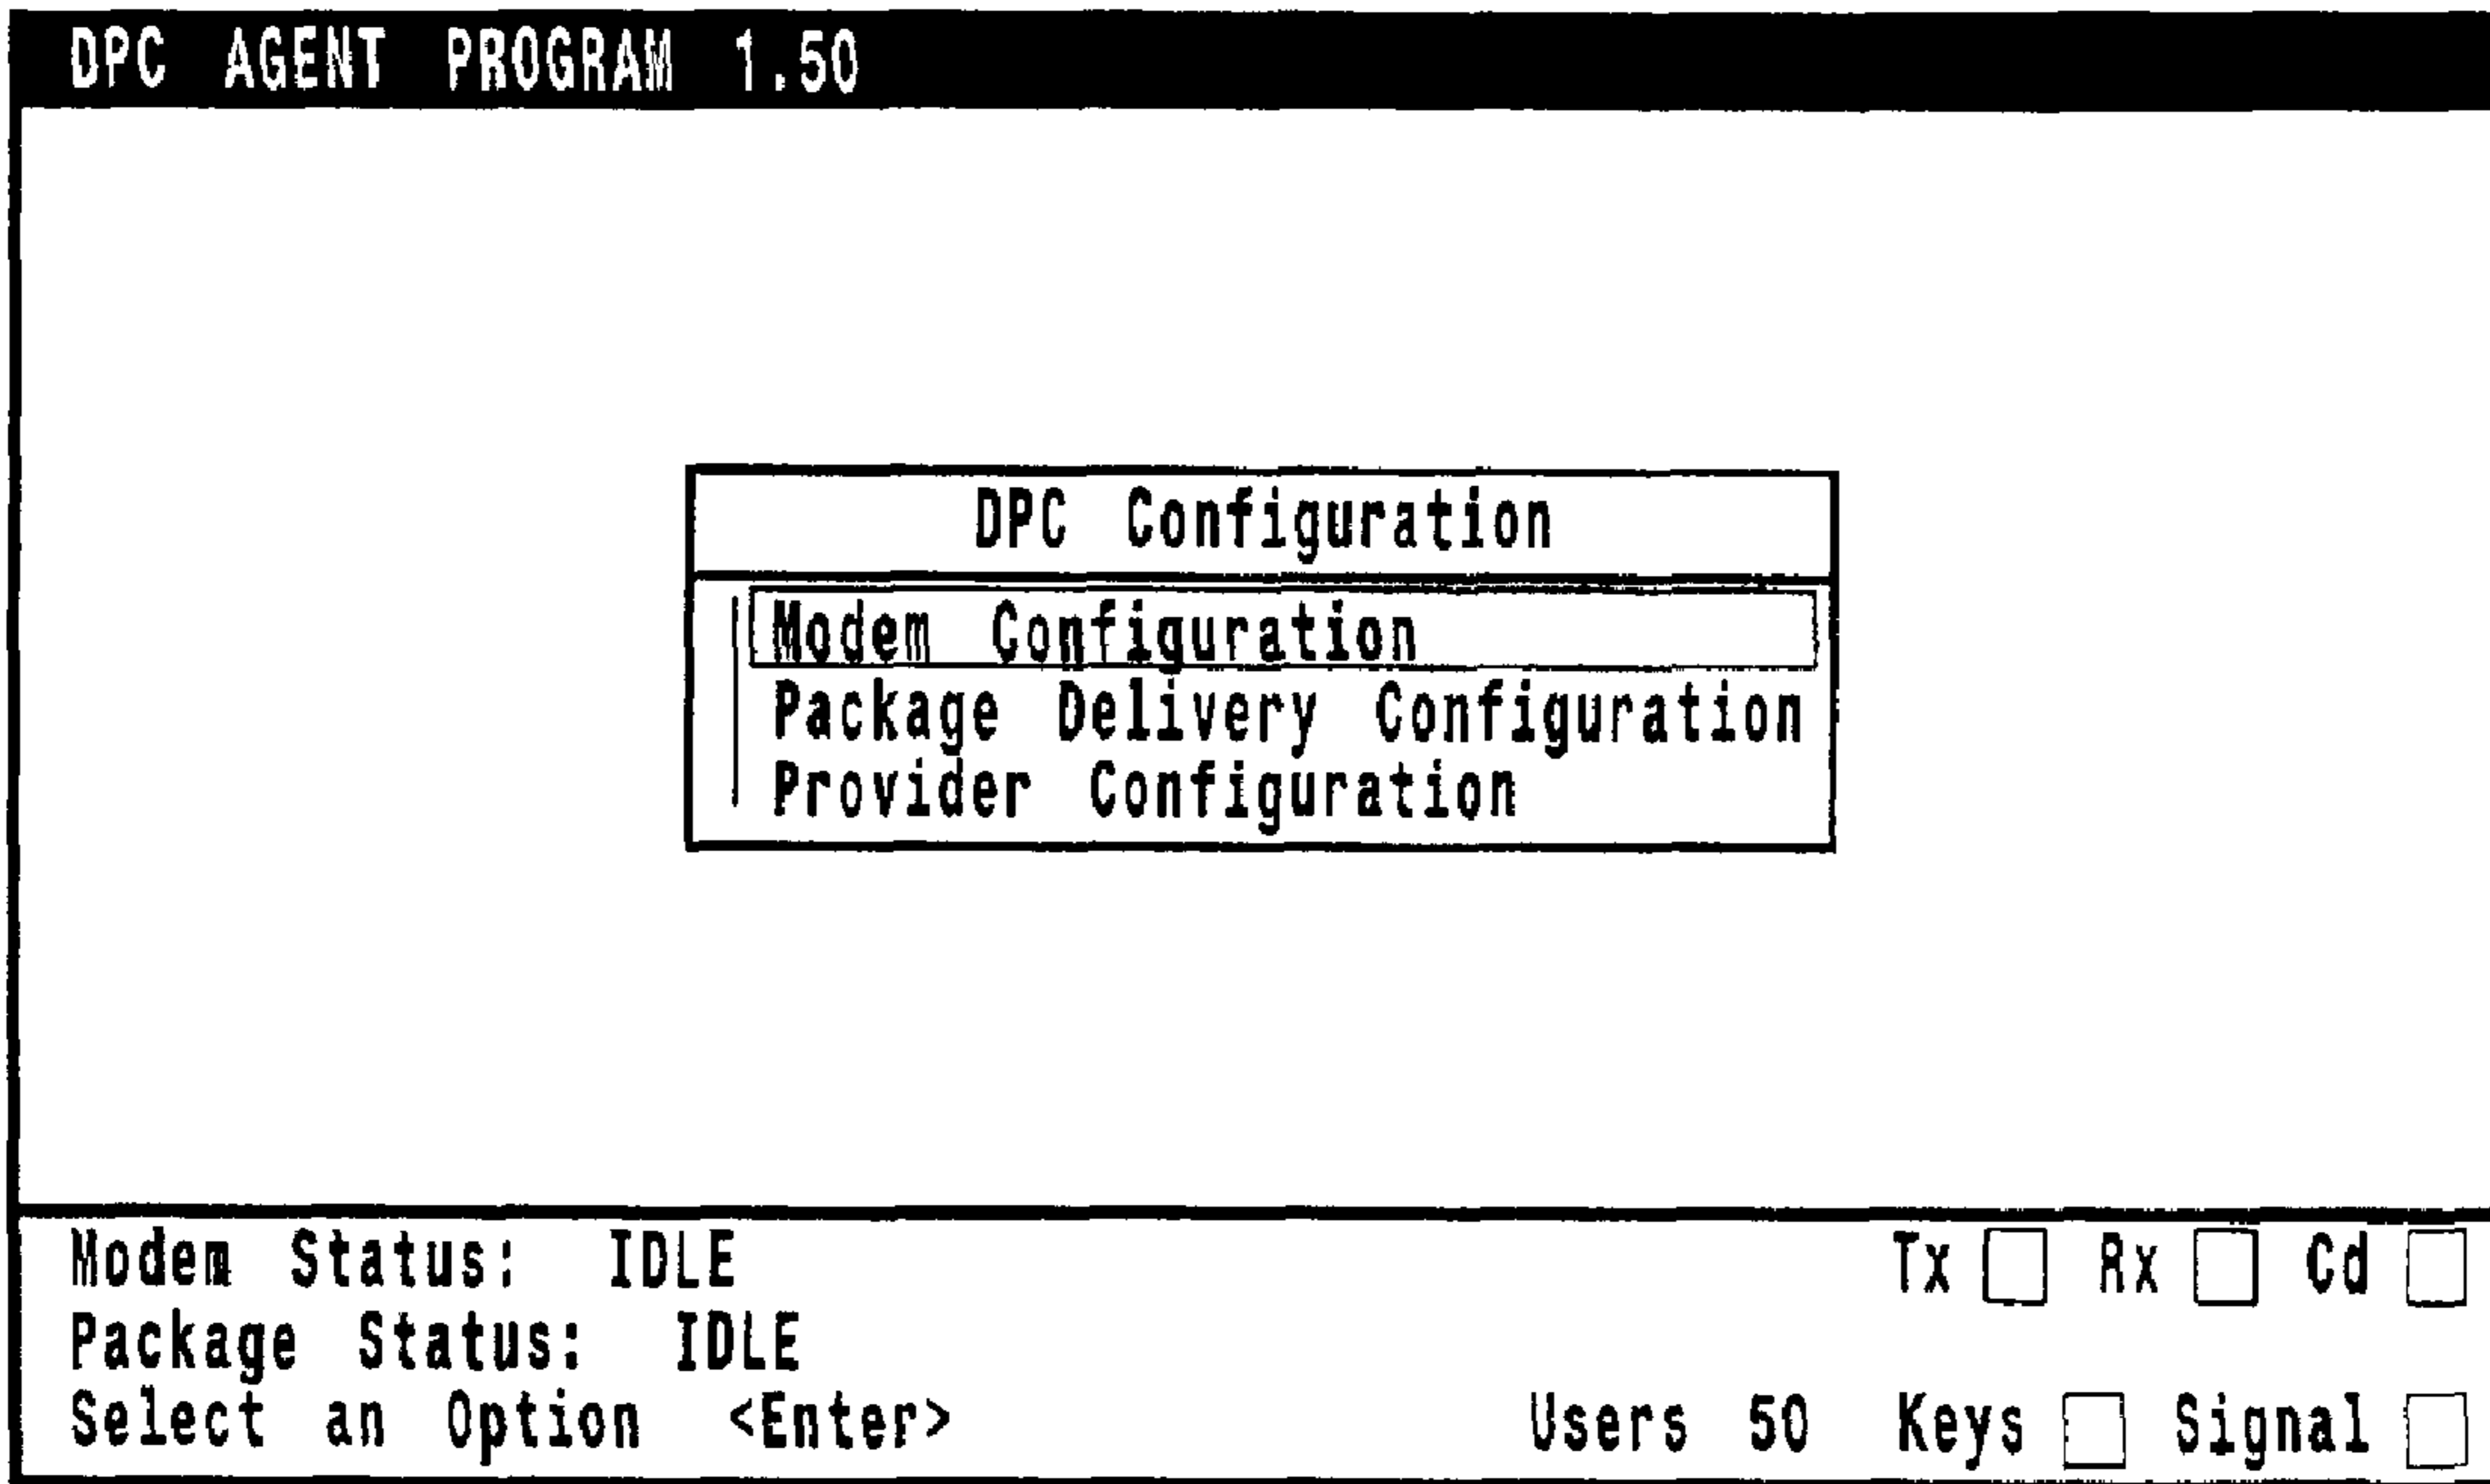 DPC AGENT PROGRAM 1.50
DPC Configuration
Modem Configuration
Package Delivery Configuration
Provider Configuration
Modem Status: IDLE Tx Rx Cd
Package Status: IDLE
Select an Option <Enter> Users 50 Keys Signal